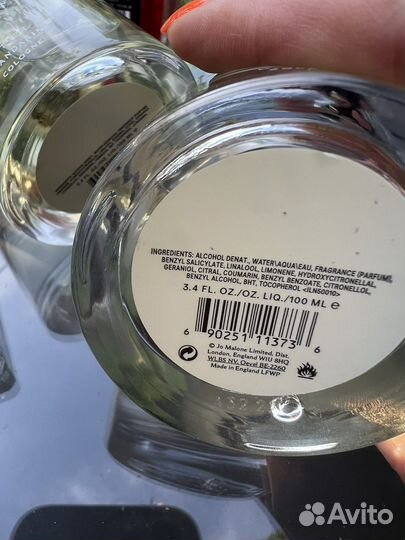 COLOGNE
INGREDIENTS: ALCOHOL DENAT., WATER\AQUA\EAU, FRAGRANCE (PARFUM),
BENZYL SALICYLATE, LINALOOL, LIMONENE, HYDROXYCITRONELLAL,
GERANIOL, CITRAL, COUMARIN, BENZYL BENZOATE, CITRONELLOL,
BENZYL ALCOHOL, BHT, TOCOPHEROL <ILN50010>
3.4 FL. OZ./OZ. LIQ./100 ML ℮
6 90251 11373 6
© Jo Malone Limited, Dist.
London, England W1U 8HQ
WLBS NV, Oevel BE-2260
Made in England LFWP
Avito